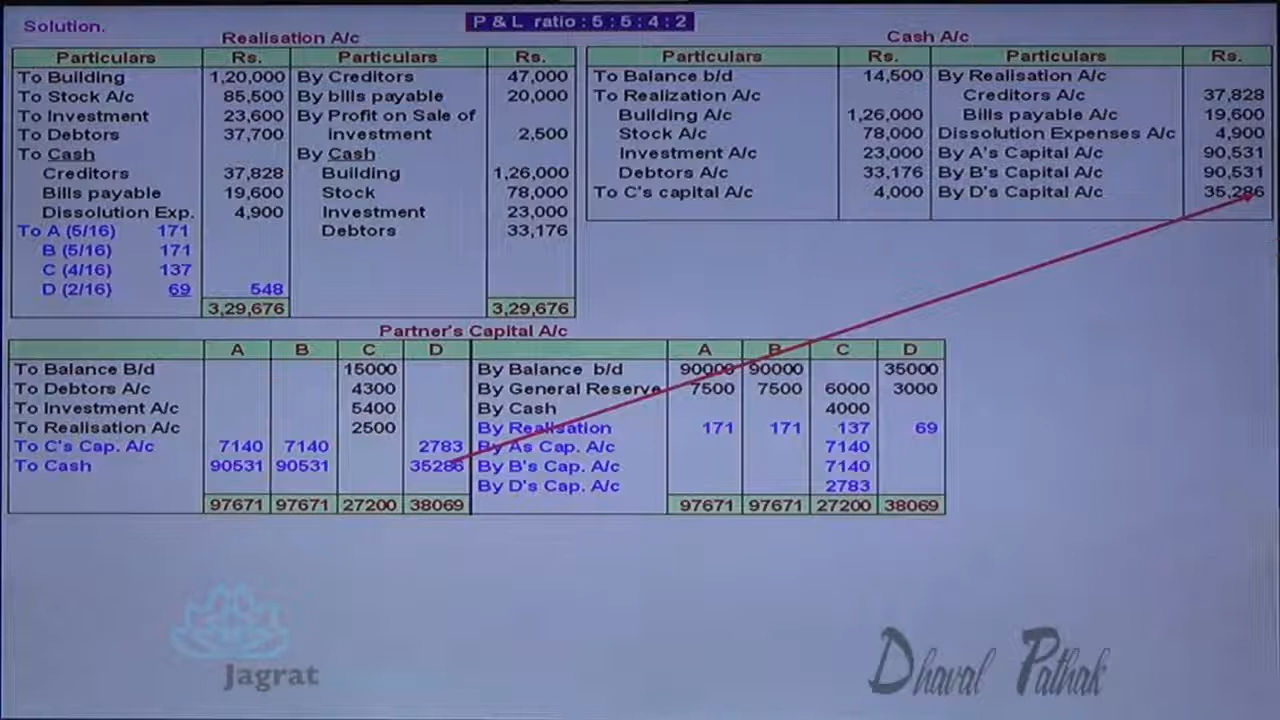 Solution.
P & L ratio : 5 : 5 : 4 : 2
Realisation A/c
Particulars Rs. Particulars Rs.
To Building 1,20,000 By Creditors 47,000
To Stock A/c 85,500 By bills payable 20,000
To Investment 23,600 By Profit on Sale of
To Debtors 37,700 investment 2,500
To Cash By Cash
Creditors 37,828 Building 1,26,000
Bills payable 19,600 Stock 78,000
Dissolution Exp. 4,900 Investment 23,000
To A (5/16) 171 Debtors 33,176
B (5/16) 171
C (4/16) 137
D (2/16) 69 548
3,29,676 3,29,676
Cash A/c
Particulars Rs. Particulars Rs.
To Balance b/d 14,500 By Realisation A/c
To Realization A/c Creditors A/c 37,828
Building A/c 1,26,000 Bills payable A/c 19,600
Stock A/c 78,000 Dissolution Expenses A/c 4,900
Investment A/c 23,000 By A's Capital A/c 90,531
Debtors A/c 33,176 By B's Capital A/c 90,531
To C's capital A/c 4,000 By D's Capital A/c 35,286
Partner's Capital A/c
A B C D A B C D
To Balance B/d 15000 By Balance b/d 90000 90000 35000
To Debtors A/c 4300 By General Reserve 7500 7500 6000 3000
To Investment A/c 5400 By Cash 4000
To Realisation A/c 2500 By Realisation 171 171 137 69
To C's Cap. A/c 7140 7140 2783 By As Cap. A/c 7140
To Cash 90531 90531 35286 By B's Cap. A/c 7140
By D's Cap. A/c 2783
97671 97671 27200 38069 97671 97671 27200 38069
Jagrat
Dhaval Pathak